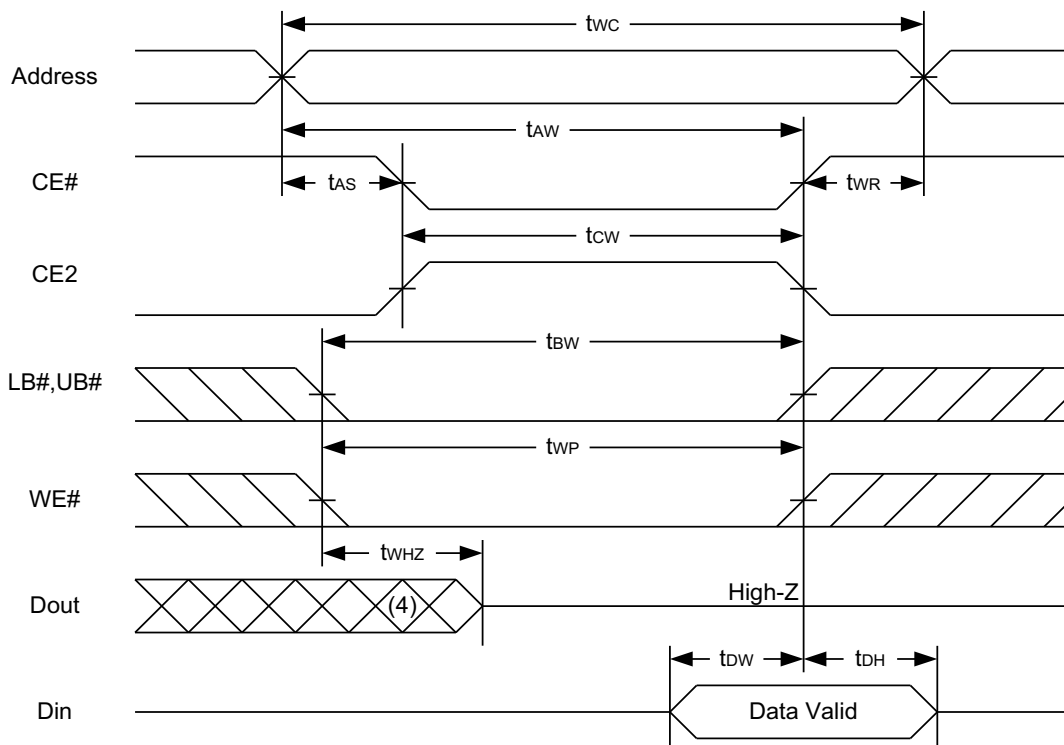 tWC
Address
tAW
CE#
tAS
tWR
tCW
CE2
tBW
LB#,UB#
tWP
WE#
tWHZ
Dout
(4)
High-Z
tDW
tDH
Din
Data Valid